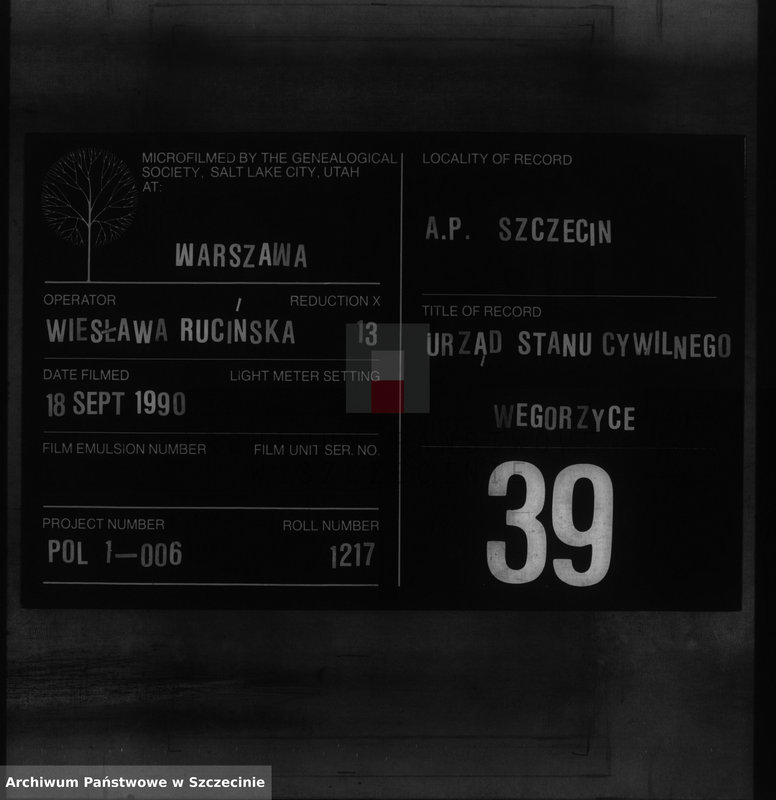 MICROFILMED BY THE GENEALOGICAL
SOCIETY, SALT LAKE CITY, UTAH
AT:
WARSZAWA
OPERATOR REDUCTION X
WIESŁAWA RUCIŃSKA 13
DATE FILMED LIGHT METER SETTING
18 SEPT 1990
FILM EMULSION NUMBER FILM UNIT SER. NO.
PROJECT NUMBER ROLL NUMBER
POL 1—006 1217
LOCALITY OF RECORD
A.P. SZCZECIN
TITLE OF RECORD
URZĄD STANU CYWILNEGO
WEGORZYCE
39
Archiwum Państwowe w Szczecinie